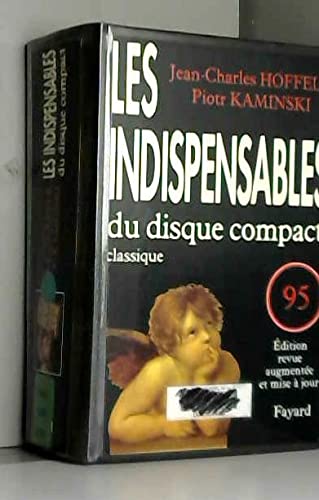 LES
Jean-Charles HOFFEL
Piotr KAMINSKI
INDISPENSABLES
du disque compact
classique
95
Édition
revue
augmentée
et mise à jour
Fayard
LES INDISPENSABLES
du disque compact